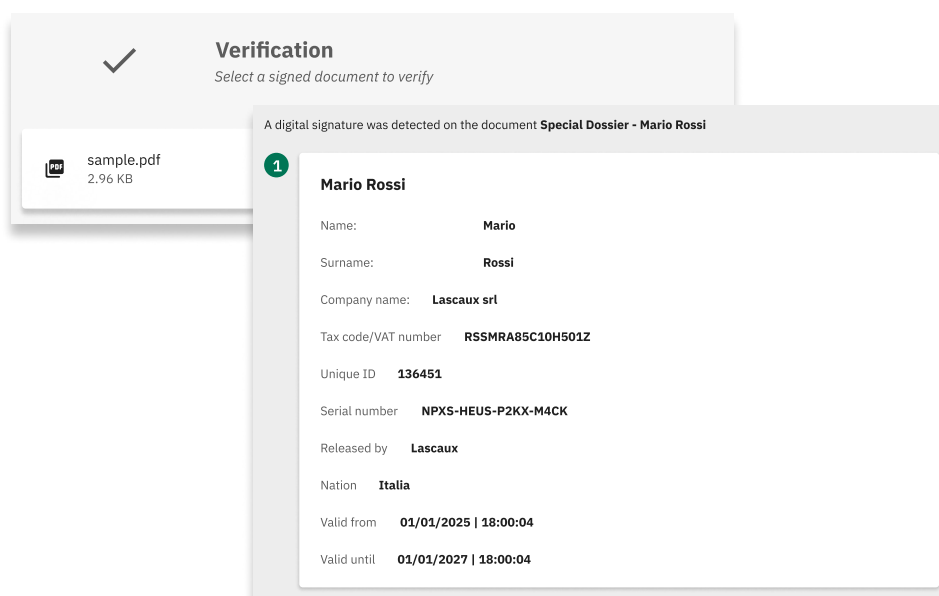 Verification
Select a signed document to verify
PDF
sample.pdf
2.96 KB
A digital signature was detected on the document Special Dossier - Mario Rossi
1
Mario Rossi
Name: Mario
Surname: Rossi
Company name: Lascaux srl
Tax code/VAT number RSSMRA85C10H501Z
Unique ID 136451
Serial number NPXS-HEUS-P2KX-M4CK
Released by Lascaux
Nation Italia
Valid from 01/01/2025 | 18:00:04
Valid until 01/01/2027 | 18:00:04